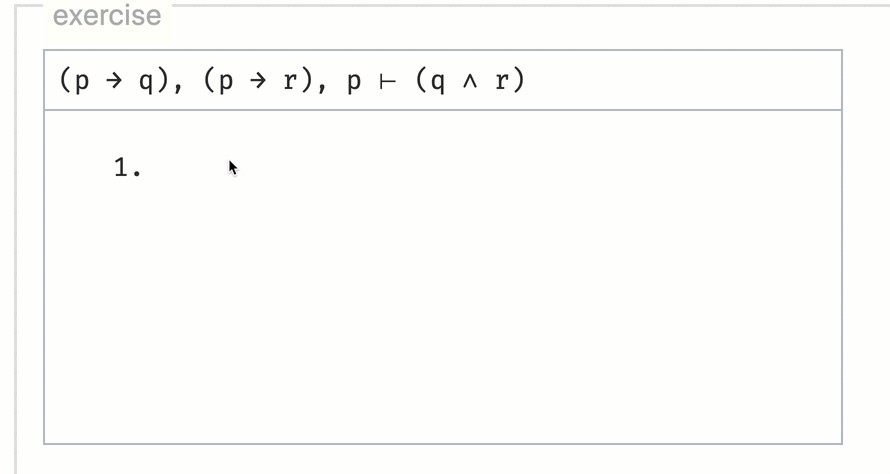 exercise
(p → q), (p → r), p ⊢ (q ∧ r)
1.